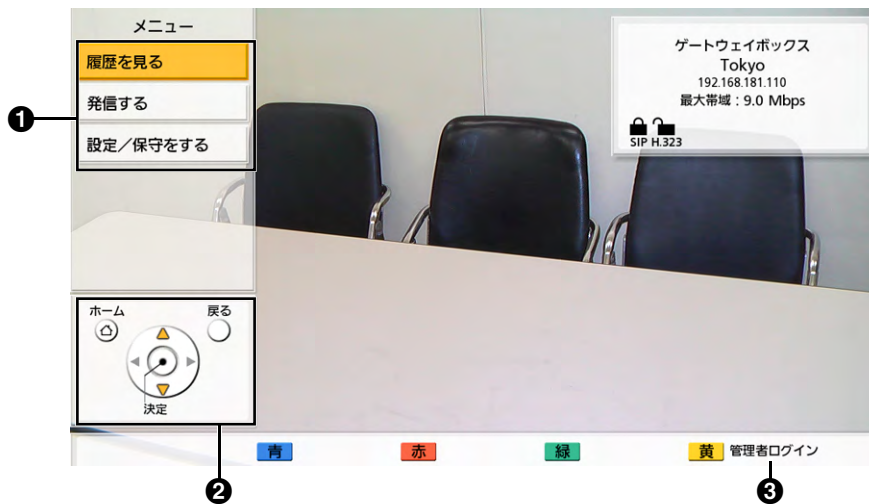 メニュー
履歴を見る
発信する
設定／保守をする
❶
ゲートウェイボックス
Tokyo
192.168.181.110
最大帯域：9.0 Mbps
SIP H.323
ホーム
戻る
決定
青
赤
緑
黄 管理者ログイン
❷
❸